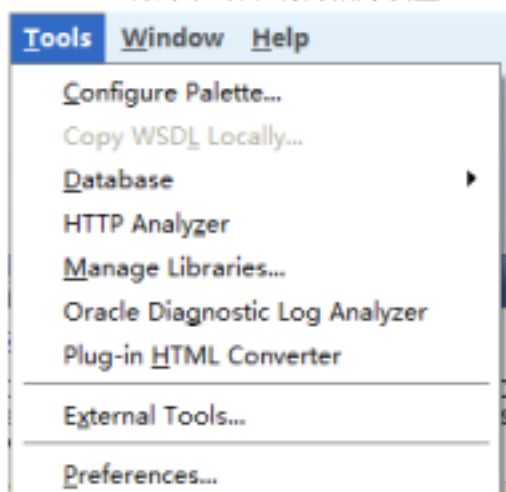 Tools Window Help
Configure Palette...
Copy WSDL Locally...
Database
HTTP Analyzer
Manage Libraries...
Oracle Diagnostic Log Analyzer
Plug-in HTML Converter
External Tools...
Preferences...